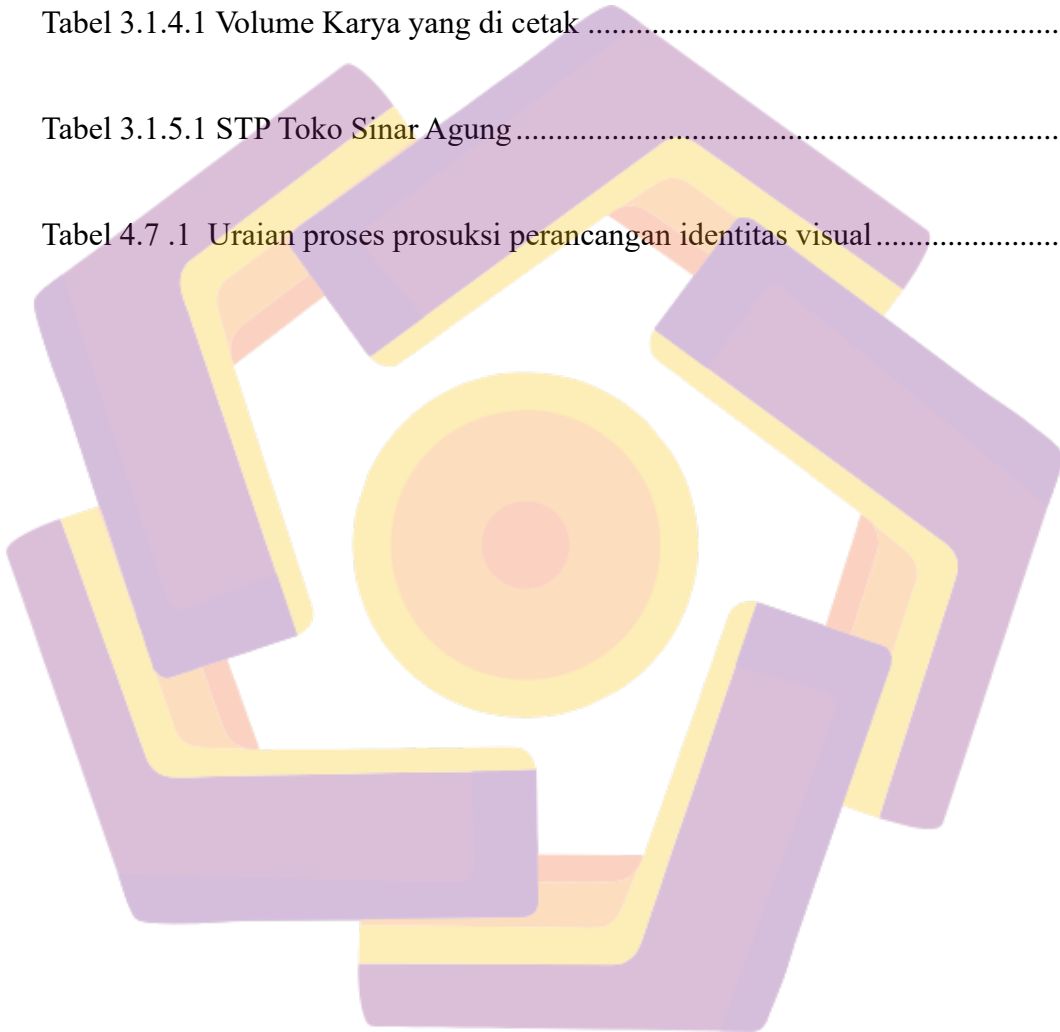 Tabel 3.1.4.1 Volume Karya yang di cetak ....................................................
Tabel 3.1.5.1 STP Toko Sinar Agung............................................................
Tabel 4.7 .1  Uraian proses prosuksi perancangan identitas visual....................